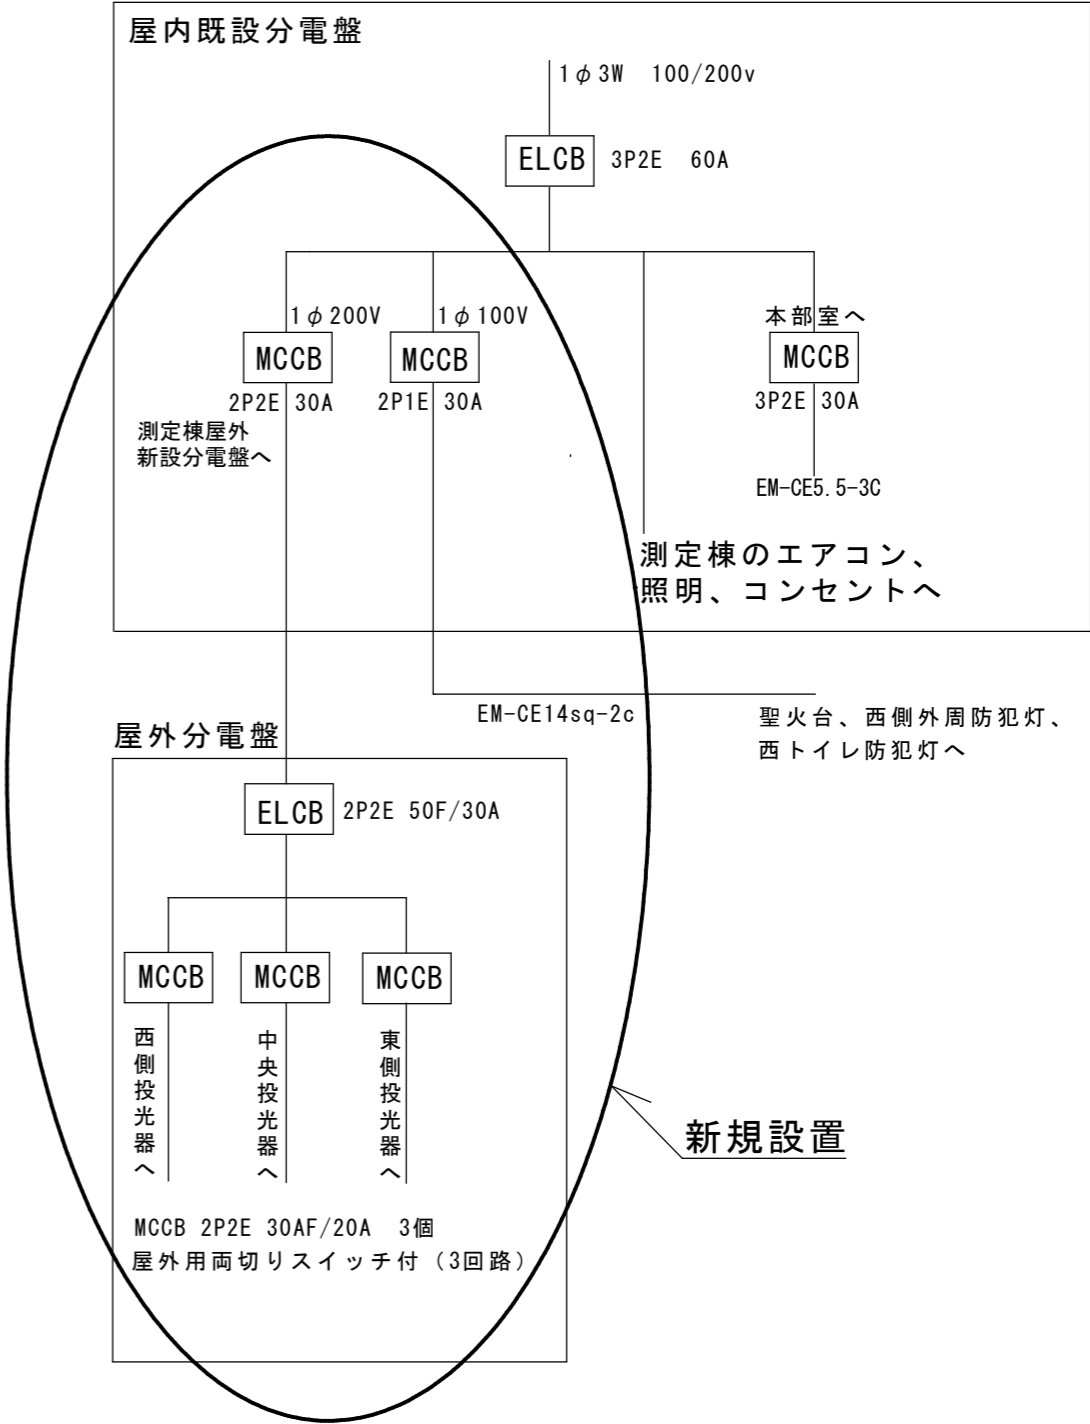 屋内既設分電盤
1φ3W 100/200v
ELCB 3P2E 60A
1φ200V
1φ100V
本部室へ
MCCB
MCCB
MCCB
2P2E 30A
2P1E 30A
3P2E 30A
測定棟屋外
新設分電盤へ
EM-CE5.5-3C
測定棟のエアコン、
照明、コンセントへ
EM-CE14sq-2c
聖火台、西側外周防犯灯、
西トイレ防犯灯へ
屋外分電盤
ELCB 2P2E 50F/30A
MCCB
MCCB
MCCB
西側投光器へ
中央投光器へ
東側投光器へ
新規設置
MCCB 2P2E 30AF/20A 3個
屋外用両切りスイッチ付（3回路）